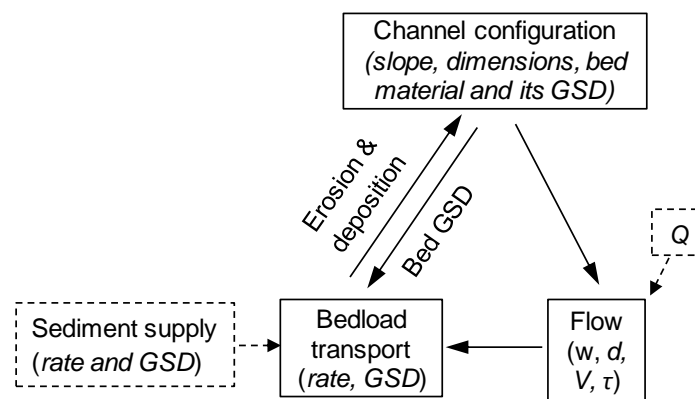 Channel configuration
(slope, dimensions, bed
material and its GSD)
Erosion &
deposition
Bed GSD
Q
Sediment supply
(rate and GSD)
Bedload
transport
(rate, GSD)
Flow
(w, d,
V, τ)